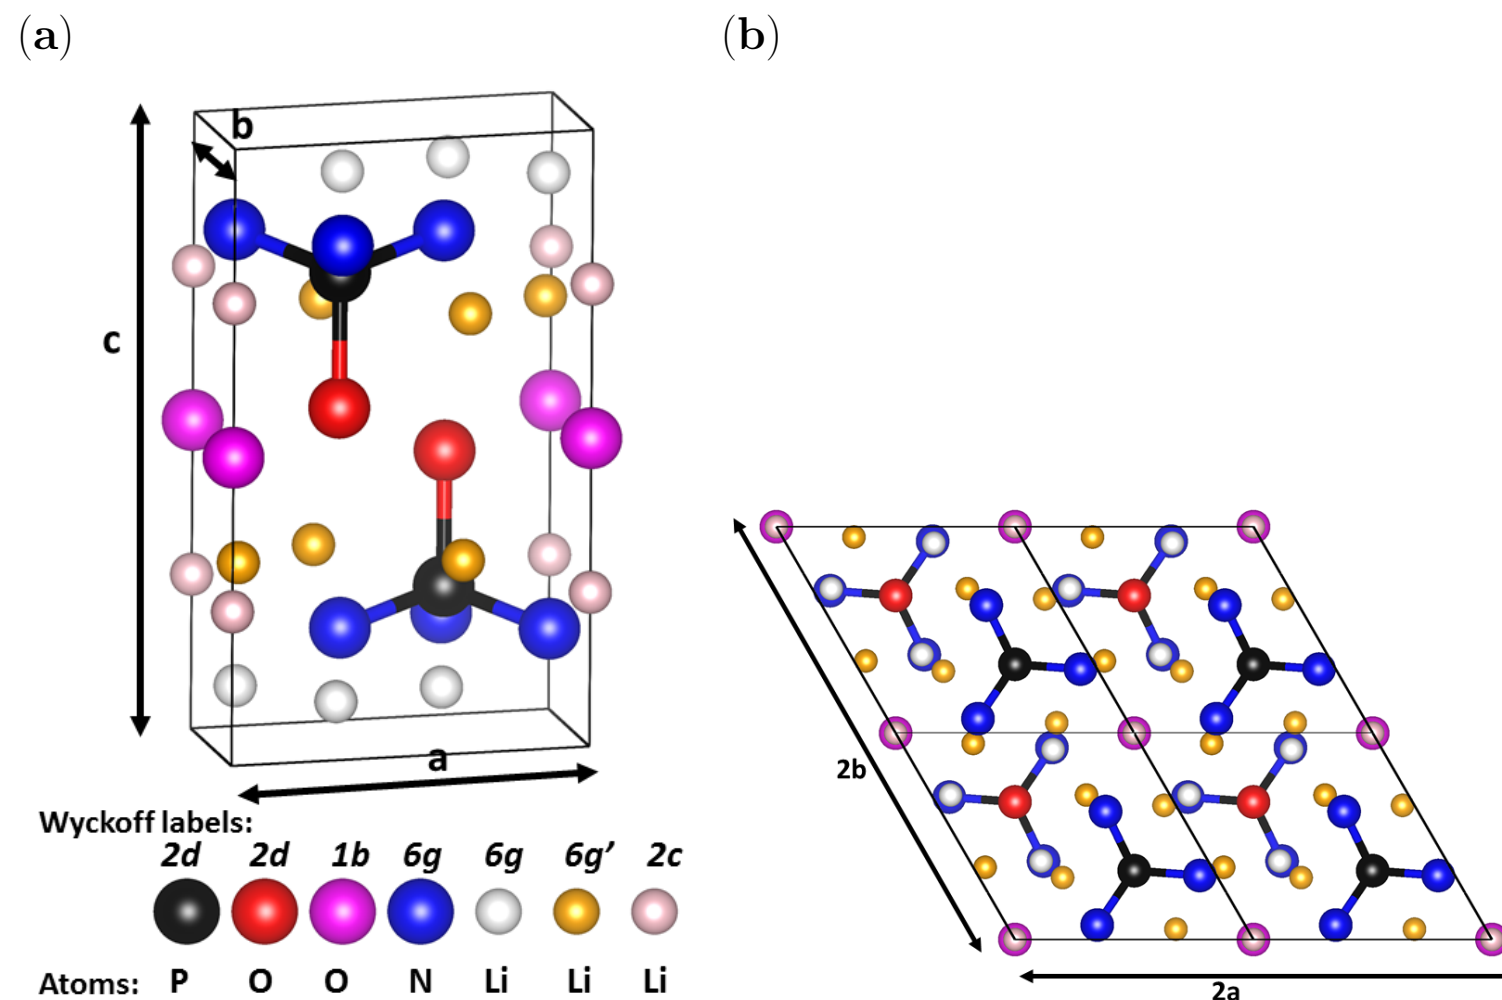 (a)
(b)
b
c
a
Wyckoff labels:
2d 2d 1b 6g 6g 6g’ 2c
Atoms: P O O N Li Li Li
2b
2a